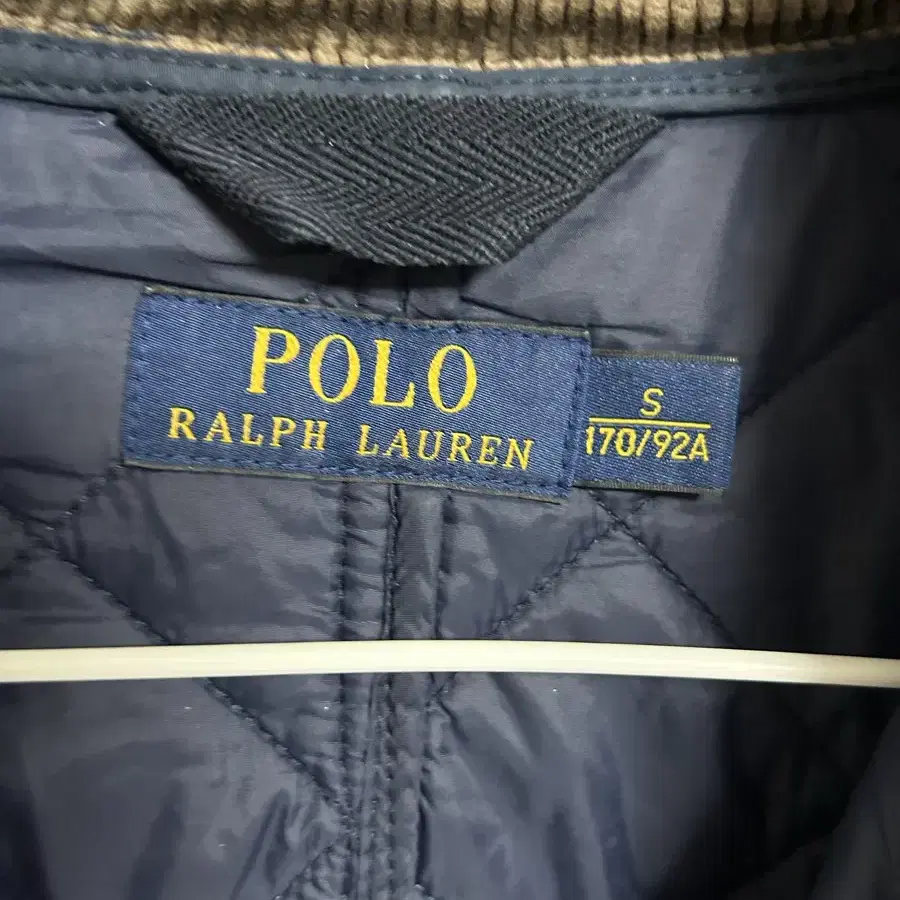 POLO
RALPH LAUREN
S
170/92A